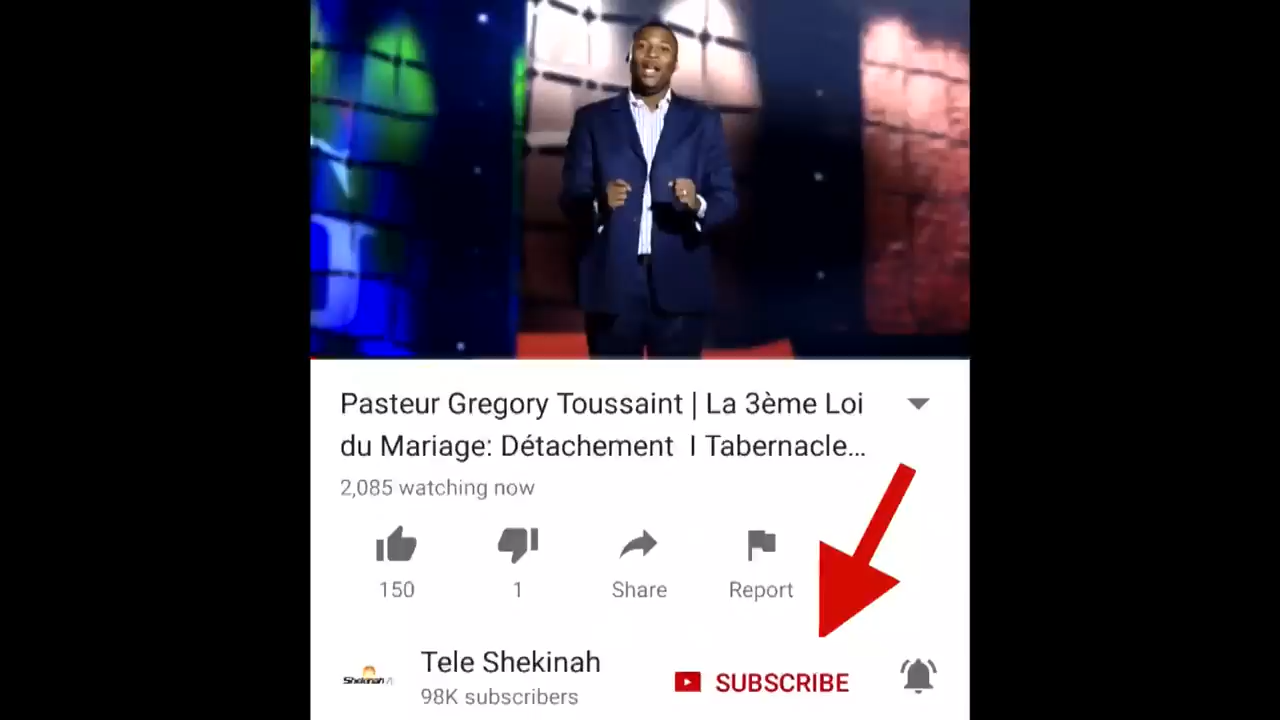 Pasteur Gregory Toussaint | La 3ème Loi
du Mariage: Détachement I Tabernacle...
2,085 watching now
150
1
Share
Report
Tele Shekinah
98K subscribers
Shekinah
SUBSCRIBE